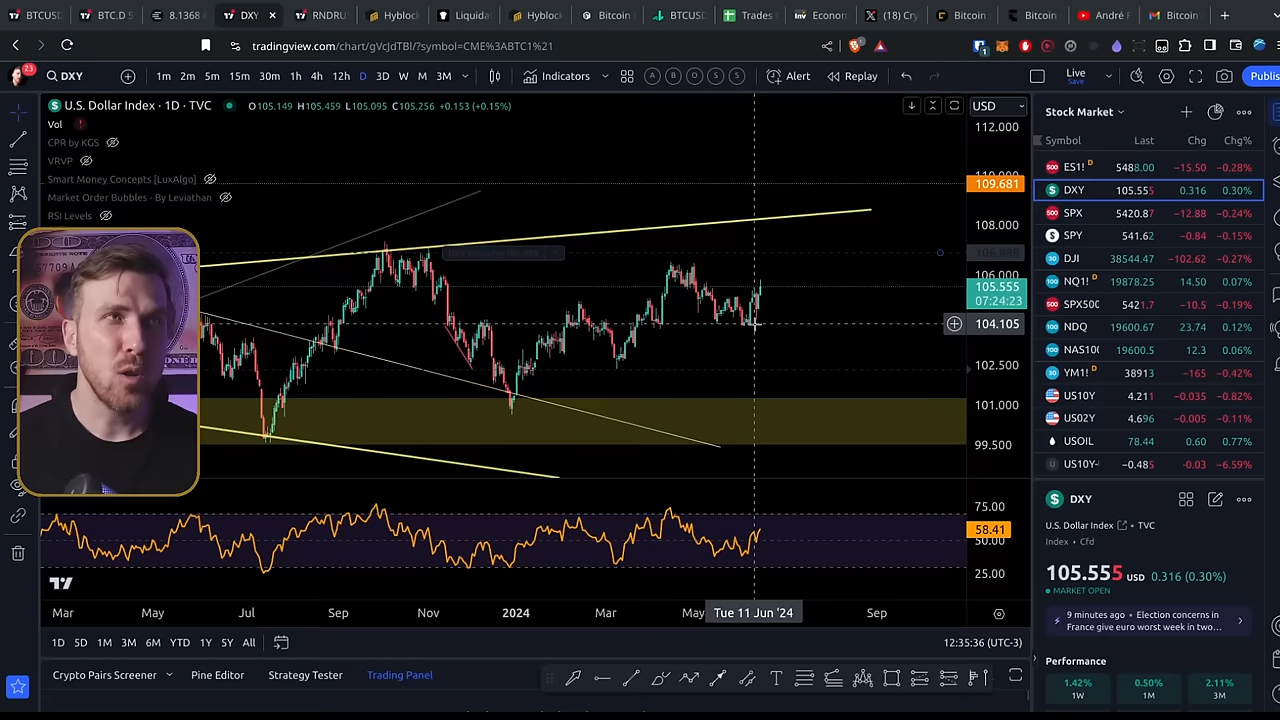 BTCUSD
BTC.D 5
8.1368
DXY
RNDRU
Hyblock
Liquidat
Hyblock
Bitcoin
BTCUSD
Trades
Econom
(18) Cry
Bitcoin
Bitcoin
André
Bitcoin
tradingview.com/chart/gVcJdTBI/?symbol=CME%3ABTC1%21
23
DXY
1m 2m 5m 15m 30m 1h 4h 12h D 3D W M 3M
Indicators
A B O S S
Alert
Replay
Live
Save
Publis
U.S. Dollar Index · 1D · TVC
O105.149 H105.459 L105.095 C105.256 +0.153 (+0.15%)
USD
Vol
CPR by KGS
VRVP
Smart Money Concepts [LuxAlgo]
Market Order Bubbles - By Leviathan
RSI Levels
112.000
109.681
108.000
106.888
106.000
105.555
07:24:23
104.105
102.500
101.000
99.500
75.00
58.41
50.00
25.00
Mar May Jul Sep Nov 2024 Mar May Tue 11 Jun '24 Sep
1D 5D 1M 3M 6M YTD 1Y 5Y All
12:35:36 (UTC-3)
Crypto Pairs Screener
Pine Editor
Strategy Tester
Trading Panel
Stock Market
Symbol Last Chg Chg%
ES1! D 5488.00 −15.50 −0.28%
DXY 105.555 0.316 0.30%
SPX 5420.87 −12.88 −0.24%
SPY 541.62 −0.84 −0.15%
DJI 38544.47 −102.62 −0.27%
NQ1! D 19878.25 14.50 0.07%
SPX500 5421.7 −10.5 −0.19%
NDQ 19600.67 23.74 0.12%
NAS100 19600.5 12.3 0.06%
YM1! D 38913 −165 −0.42%
US10Y 4.211 −0.035 −0.82%
US02Y 4.696 −0.005 −0.11%
USOIL 78.44 0.60 0.77%
US10Y- −0.485 −0.03 −6.59%
DXY
U.S. Dollar Index • TVC
Index • Cfd
105.555 USD 0.316 (0.30%)
MARKET OPEN
9 minutes ago • Election concerns in
France give euro worst week in two…
Performance
1.42% 0.50% 2.11%
1W 1M 3M